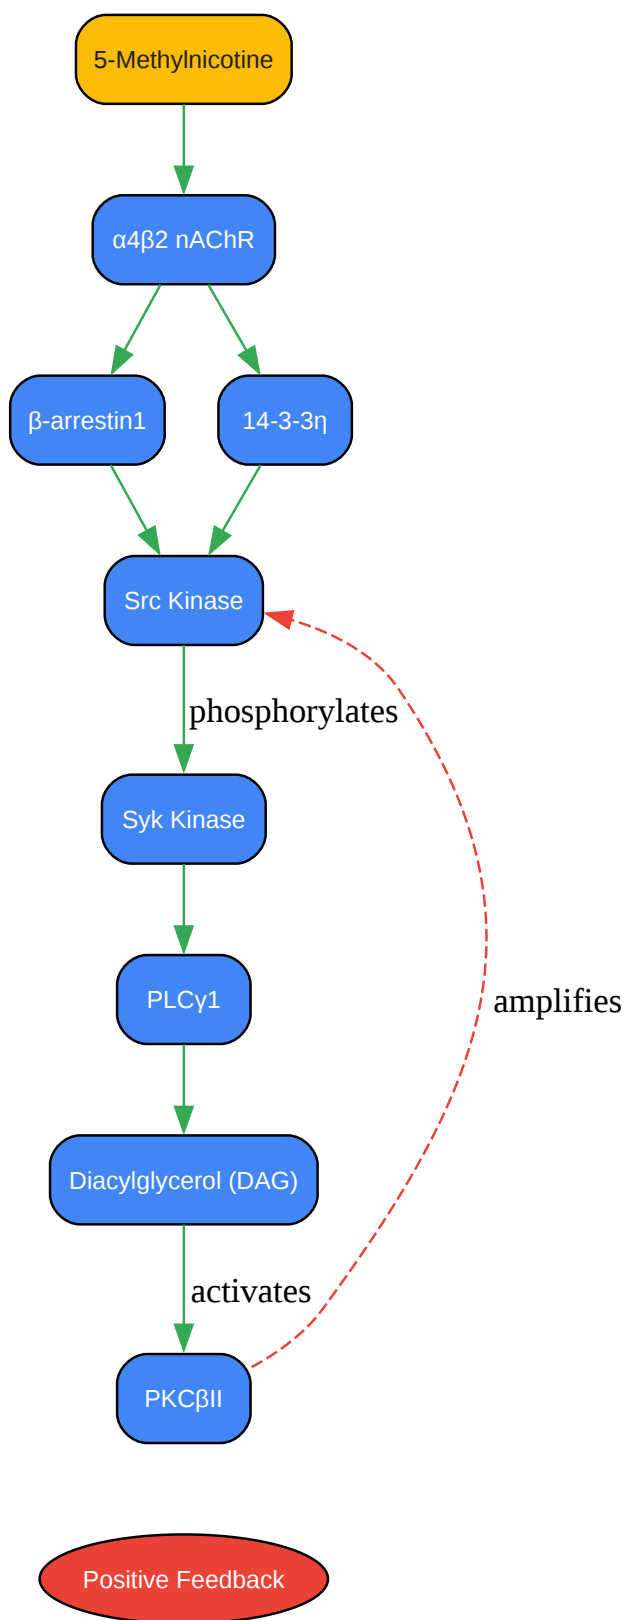 5-Methylnicotine
α4β2 nAChR
β-arrestin1
14-3-3η
Src Kinase
phosphorylates
Syk Kinase
PLCγ1
amplifies
Diacylglycerol (DAG)
activates
PKCβII
Positive Feedback